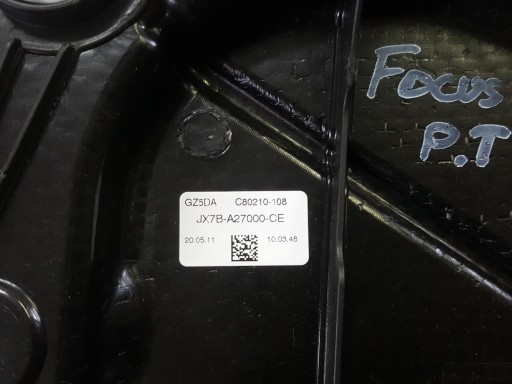 Focus
P.T
GZ5DA C80210-108
JX7B-A27000-CE
20.05.11 10.03.48